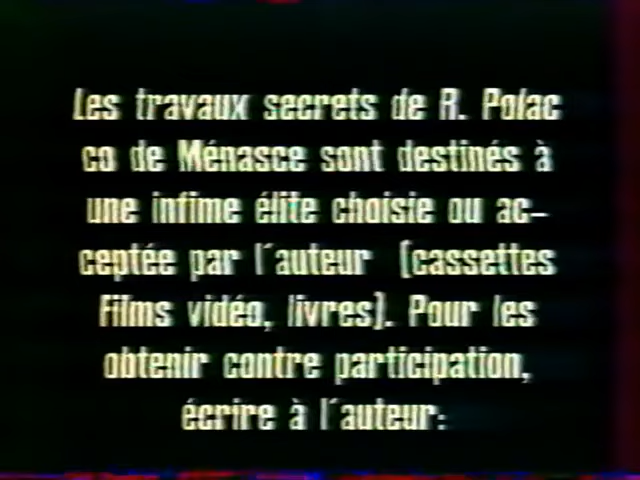 Les travaux secrets de R. Polac
co de Ménasce sont destinés à
une infime élite choisie ou ac-
ceptée par l'auteur (cassettes
Films vidéo, livres). Pour les
obtenir contre participation,
écrire à l'auteur: